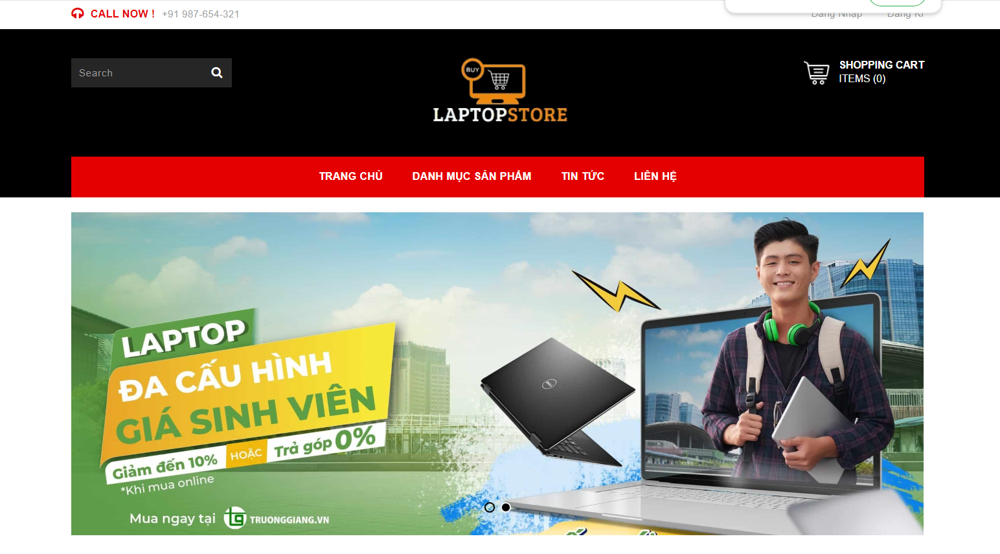 CALL NOW ! +91 987-654-321
Đăng Nhập Đăng Kí
Search
BUY
LAPTOPSTORE
SHOPPING CART
ITEMS (0)
TRANG CHỦ DANH MỤC SẢN PHẨM TIN TỨC LIÊN HỆ
LAPTOP
ĐA CẤU HÌNH
GIÁ SINH VIÊN
Giảm đến 10% HOẶC Trả góp 0%
*Khi mua online
Mua ngay tại tg TRUONGGIANG.VN
DELL